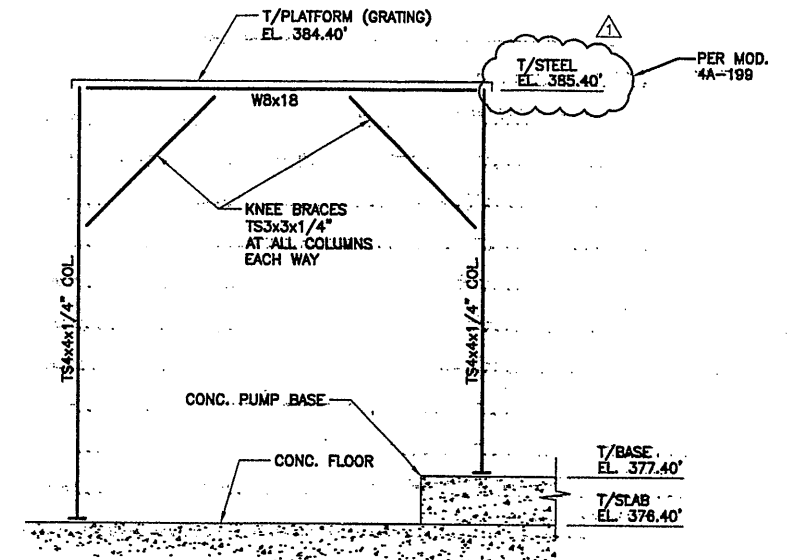 T/PLATFORM (GRATING)
EL. 384.40'
1
T/STEEL
EL. 385.40'
PER MOD.
4A-199
W8x18
KNEE BRACES
TS3x3x1/4"
AT ALL COLUMNS
EACH WAY
TS4x4x1/4" COL.
TS4x4x1/4" COL.
CONC. PUMP BASE
CONC. FLOOR
T/BASE
EL. 377.40'
T/SLAB
EL. 376.40'